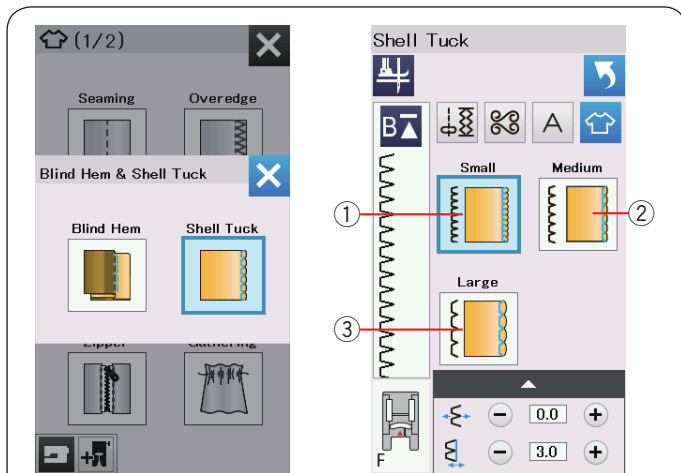 (1/2)
Seaming Overedge
Blind Hem & Shell Tuck
Blind Hem Shell Tuck
Zipper Gathering
Shell Tuck
B
A
Small Medium
1
2
Large
3
F
0.0
3.0